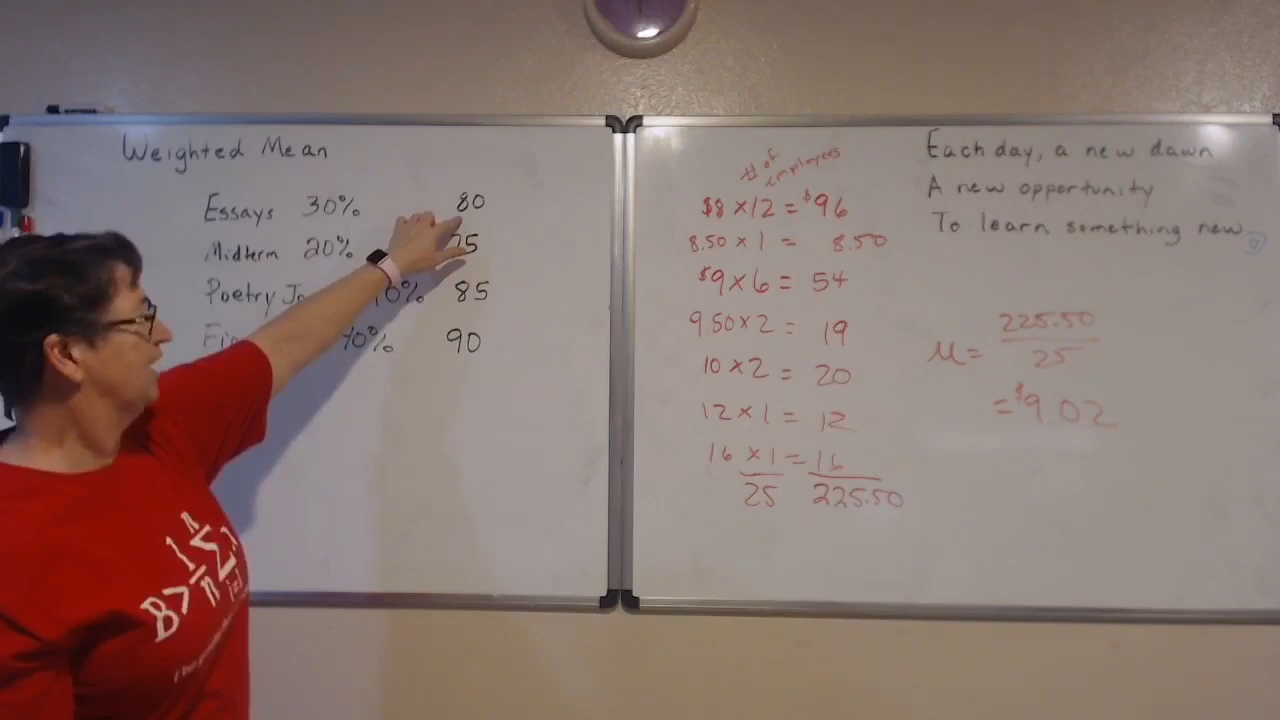 Weighted Mean
Essays 30% 80
Midterm 20% 75
Poetry Jo 10% 85
Fi 40% 90
# of employees
$8 × 12 = $96
8.50 × 1 = 8.50
$9 × 6 = 54
9.50 × 2 = 19
10 × 2 = 20
12 × 1 = 12
16 × 1 = 16
25 225.50
Each day, a new dawn
A new opportunity
To learn something new
μ = 225.50
25
= $9.02
B > 1/n n Σ i=1